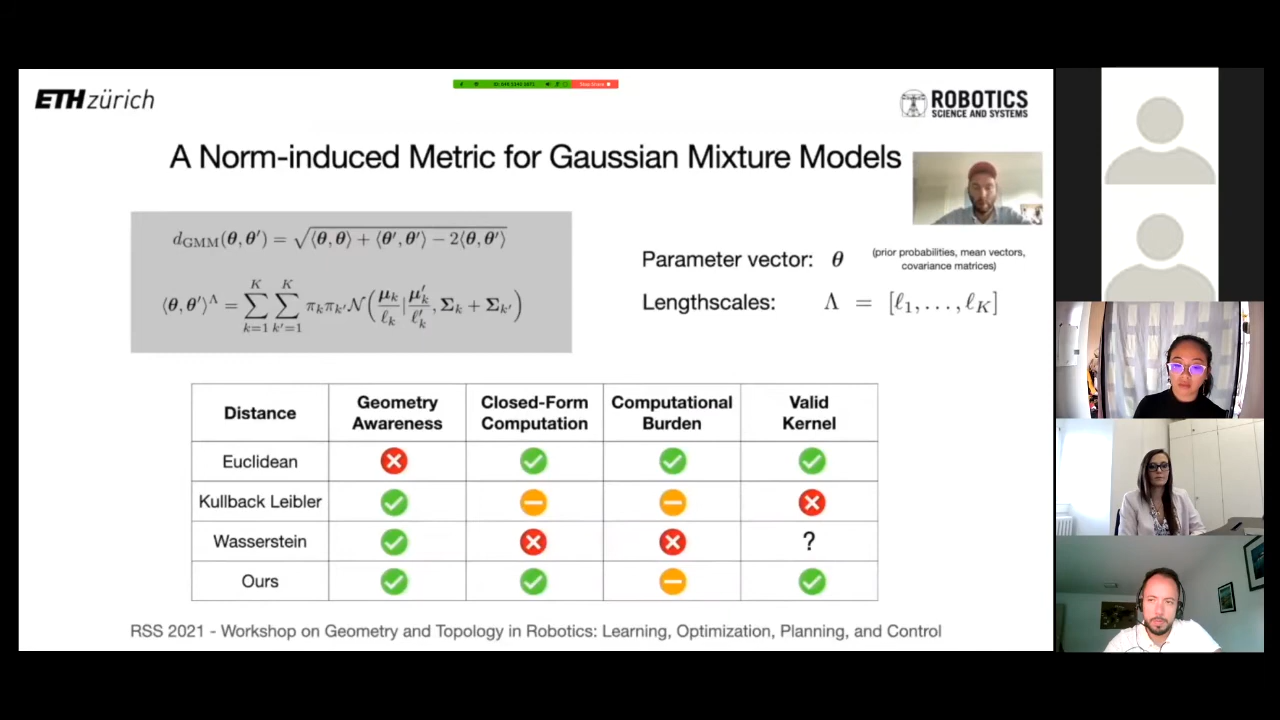 ETH zürich
ROBOTICS
SCIENCE AND SYSTEMS
A Norm-induced Metric for Gaussian Mixture Models
d_GMM(θ, θ′) = √(⟨θ, θ⟩ + ⟨θ′, θ′⟩ − 2⟨θ, θ′⟩)
⟨θ, θ′⟩^Λ = ∑_{k=1}^{K} ∑_{k′=1}^{K} π_k π_{k′} 𝒩(μ_k/ℓ_k | μ′_k/ℓ′_k, Σ_k + Σ_{k′})
Parameter vector: θ (prior probabilities, mean vectors,
covariance matrices)
Lengthscales: Λ = [ℓ₁, . . . , ℓ_K]
Distance Geometry Awareness Closed-Form Computation Computational Burden Valid Kernel
Euclidean
Kullback Leibler
Wasserstein ?
Ours
RSS 2021 - Workshop on Geometry and Topology in Robotics: Learning, Optimization, Planning, and Control